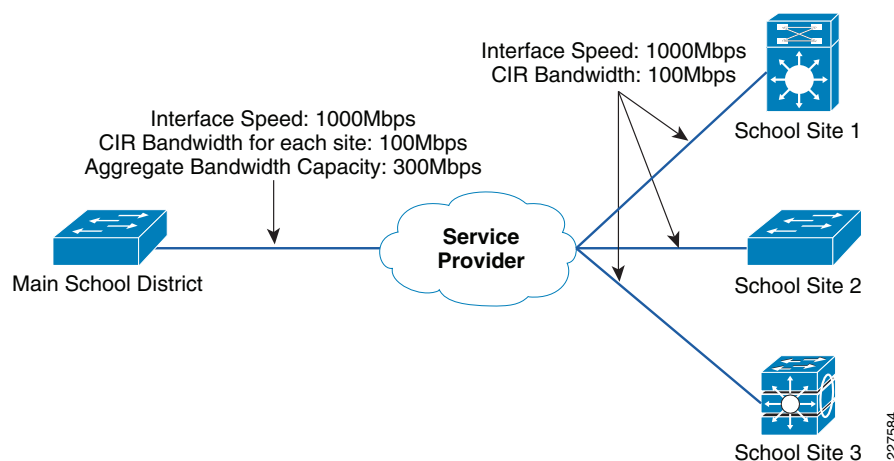 Interface Speed: 1000Mbps
CIR Bandwidth: 100Mbps
School Site 1
Interface Speed: 1000Mbps
CIR Bandwidth for each site: 100Mbps
Aggregate Bandwidth Capacity: 300Mbps
Service
Provider
Main School District
School Site 2
School Site 3
227584